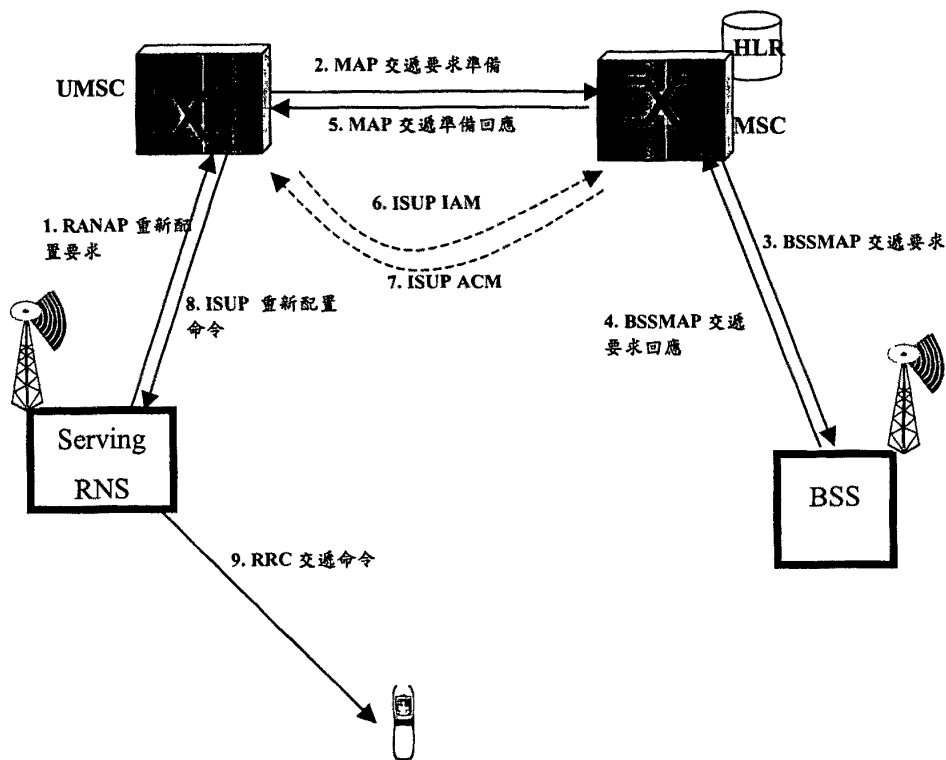 HLR
UMSC
2. MAP 交遞要求準備
5. MAP 交遞準備回應
MSC
6. ISUP IAM
7. ISUP ACM
1. RANAP 重新配
置要求
3. BSSMAP 交遞要求
8. ISUP 重新配置
命令
4. BSSMAP 交遞
要求回應
Serving
RNS
BSS
9. RRC 交遞命令